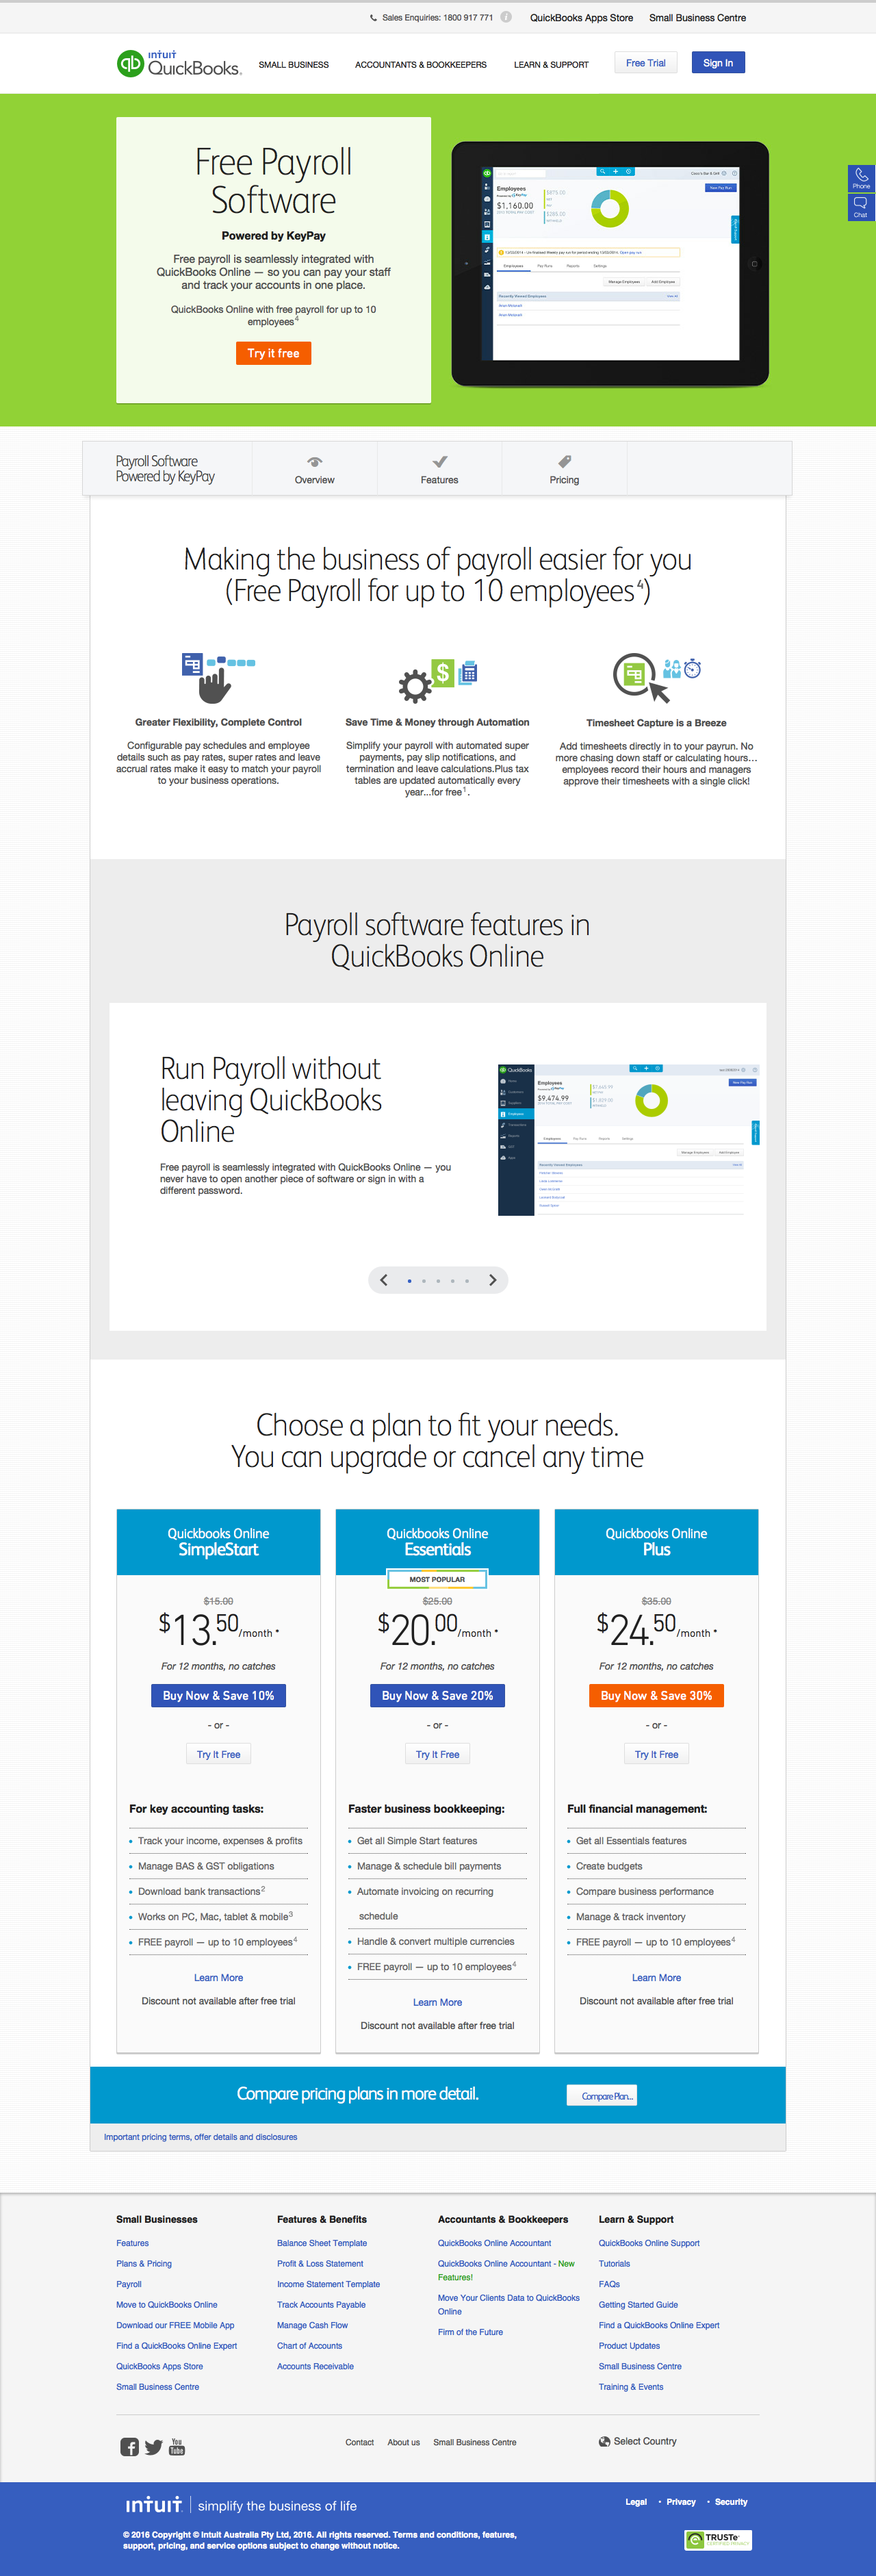 Sales Enquiries: 1800 917 771
QuickBooks Apps Store
Small Business Centre
intuit
QuickBooks.
SMALL BUSINESS
ACCOUNTANTS & BOOKKEEPERS
LEARN & SUPPORT
Free Trial
Sign In
Free Payroll
Software
Powered by KeyPay
Free payroll is seamlessly integrated with
QuickBooks Online — so you can pay your staff
and track your accounts in one place.
QuickBooks Online with free payroll for up to 10
employees4
Try it free
Employees
$1,160.00
Phone
Chat
Payroll Software
Powered by KeyPay
Overview
Features
Pricing
Making the business of payroll easier for you
(Free Payroll for up to 10 employees4)
Greater Flexibility, Complete Control
Configurable pay schedules and employee
details such as pay rates, super rates and leave
accrual rates make it easy to match your payroll
to your business operations.
Save Time & Money through Automation
Simplify your payroll with automated super
payments, pay slip notifications, and
termination and leave calculations.Plus tax
tables are updated automatically every
year...for free1.
Timesheet Capture is a Breeze
Add timesheets directly in to your payrun. No
more chasing down staff or calculating hours...
employees record their hours and managers
approve their timesheets with a single click!
Payroll software features in
QuickBooks Online
Run Payroll without
leaving QuickBooks
Online
Free payroll is seamlessly integrated with QuickBooks Online — you
never have to open another piece of software or sign in with a
different password.
QuickBooks
Employees
$9,474.99
Choose a plan to fit your needs.
You can upgrade or cancel any time
Quickbooks Online
SimpleStart
$15.00
$13.50/month *
For 12 months, no catches
Buy Now & Save 10%
- or -
Try It Free
For key accounting tasks:
• Track your income, expenses & profits
• Manage BAS & GST obligations
• Download bank transactions2
• Works on PC, Mac, tablet & mobile3
• FREE payroll — up to 10 employees4
Learn More
Discount not available after free trial
Quickbooks Online
Essentials
MOST POPULAR
$25.00
$20.00/month *
For 12 months, no catches
Buy Now & Save 20%
- or -
Try It Free
Faster business bookkeeping:
• Get all Simple Start features
• Manage & schedule bill payments
• Automate invoicing on recurring
schedule
• Handle & convert multiple currencies
• FREE payroll — up to 10 employees4
Learn More
Discount not available after free trial
Quickbooks Online
Plus
$35.00
$24.50/month *
For 12 months, no catches
Buy Now & Save 30%
- or -
Try It Free
Full financial management:
• Get all Essentials features
• Create budgets
• Compare business performance
• Manage & track inventory
• FREE payroll — up to 10 employees4
Learn More
Discount not available after free trial
Compare pricing plans in more detail.
Compare Plan...
Important pricing terms, offer details and disclosures
Small Businesses
Features
Plans & Pricing
Payroll
Move to QuickBooks Online
Download our FREE Mobile App
Find a QuickBooks Online Expert
QuickBooks Apps Store
Small Business Centre
Features & Benefits
Balance Sheet Template
Profit & Loss Statement
Income Statement Template
Track Accounts Payable
Manage Cash Flow
Chart of Accounts
Accounts Receivable
Accountants & Bookkeepers
QuickBooks Online Accountant
QuickBooks Online Accountant - New
Features!
Move Your Clients Data to QuickBooks
Online
Firm of the Future
Learn & Support
QuickBooks Online Support
Tutorials
FAQs
Getting Started Guide
Find a QuickBooks Online Expert
Product Updates
Small Business Centre
Training & Events
You
Tube
Contact
About us
Small Business Centre
Select Country
intuit
simplify the business of life
Legal • Privacy • Security
© 2016 Copyright © Intuit Australia Pty Ltd, 2016. All rights reserved. Terms and conditions, features,
support, pricing, and service options subject to change without notice.
TRUSTe